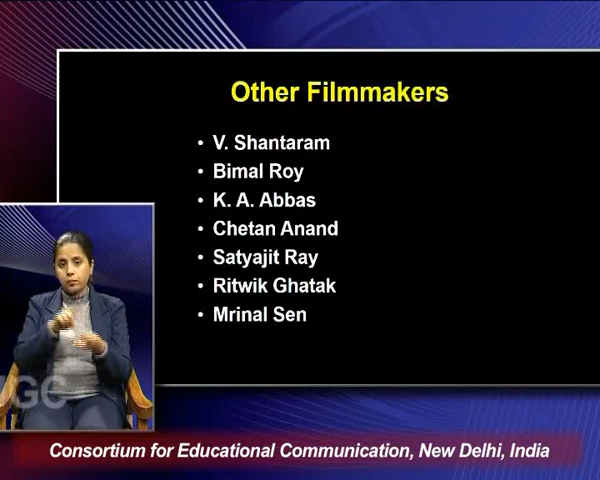 Other Filmmakers
• V. Shantaram
• Bimal Roy
• K. A. Abbas
• Chetan Anand
• Satyajit Ray
• Ritwik Ghatak
• Mrinal Sen
UGC
Consortium for Educational Communication, New Delhi, India